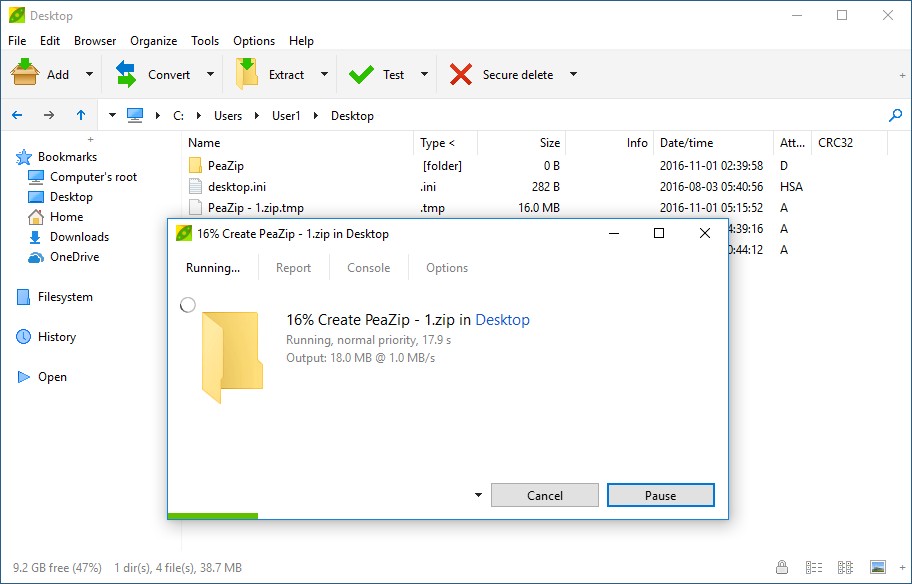 Desktop
File Edit Browser Organize Tools Options Help
Add Convert Extract Test Secure delete
C: Users User1 Desktop
Name Type < Size Info Date/time Att... CRC32
Bookmarks
Computer's root
Desktop
Home
Downloads
OneDrive
Filesystem
History
Open
PeaZip [folder] 0 B 2016-11-01 02:39:58 D
desktop.ini .ini 282 B 2016-08-03 05:40:56 HSA
PeaZip - 1.zip.tmp .tmp 16.0 MB 2016-11-01 05:15:52 A
4:39:16 A
0:44:12 A
16% Create PeaZip - 1.zip in Desktop
Running... Report Console Options
16% Create PeaZip - 1.zip in Desktop
Running, normal priority, 17.9 s
Output: 18.0 MB @ 1.0 MB/s
Cancel Pause
9.2 GB free (47%) 1 dir(s), 4 file(s), 38.7 MB